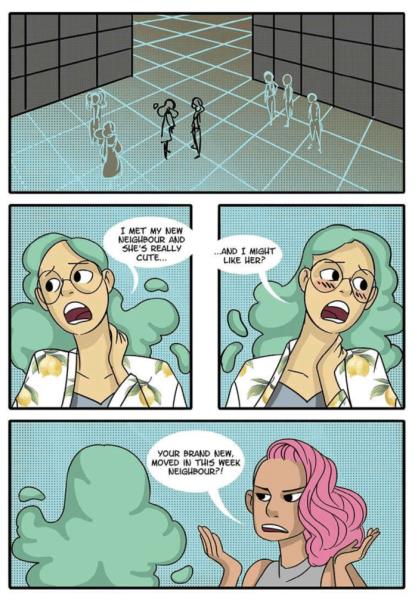 I MET MY NEW
NEIGHBOUR AND
SHE'S REALLY
CUTE...
...AND I MIGHT
LIKE HER?
YOUR BRAND NEW,
MOVED IN THIS WEEK
NEIGHBOUR?!